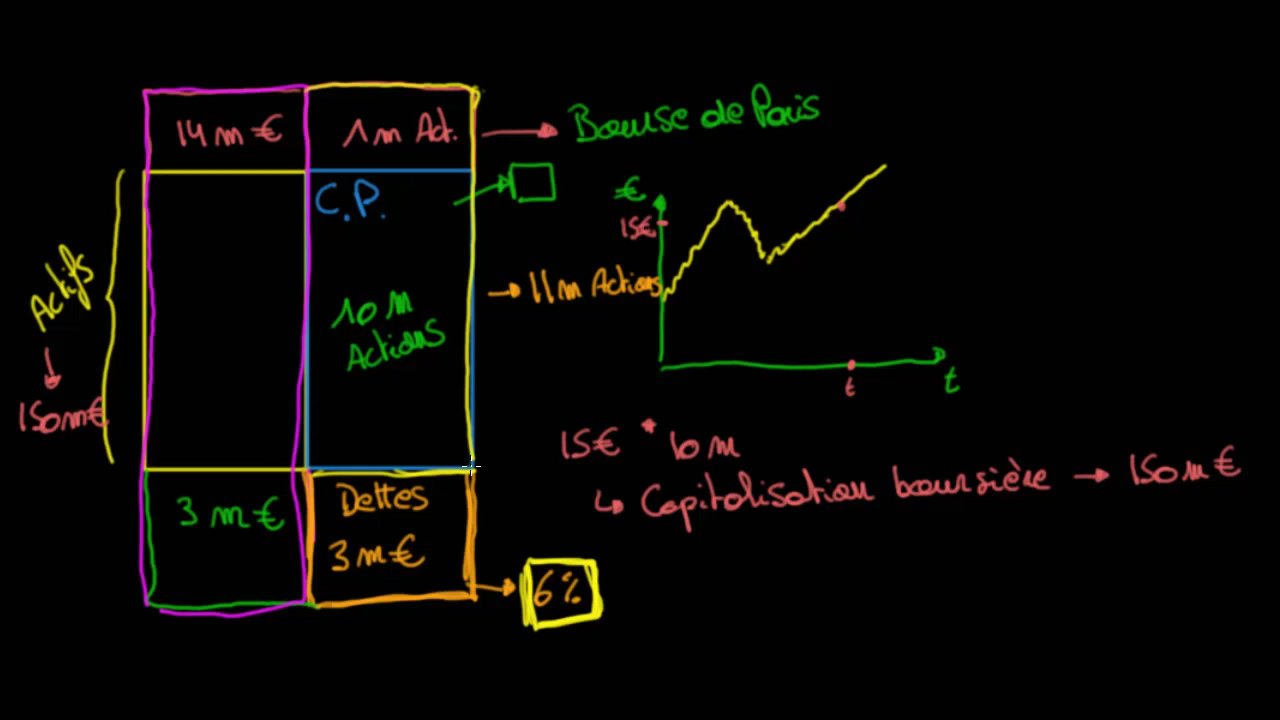 14 m €
1 m Act.
Bourse de Paris
C.P.
€
15€
Actifs
11 m Actions
10 m
Actions
150 m €
t
t
15€ * 10 m
↳ Capitalisation boursière → 150 m €
3 m €
Dettes
3 m €
6%